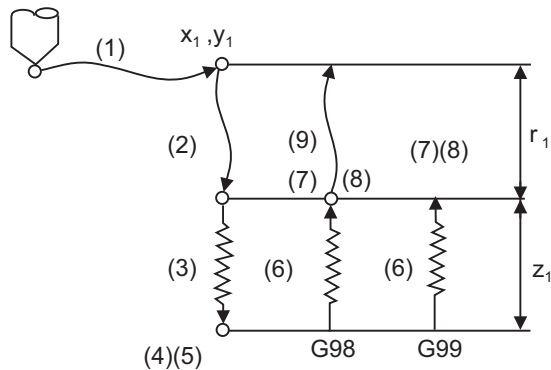 (1)
x₁ ,y₁
(2)
(9)
(7)(8)
r₁
(7)
(8)
(3)
(6)
(6)
z₁
(4)(5)
G98
G99